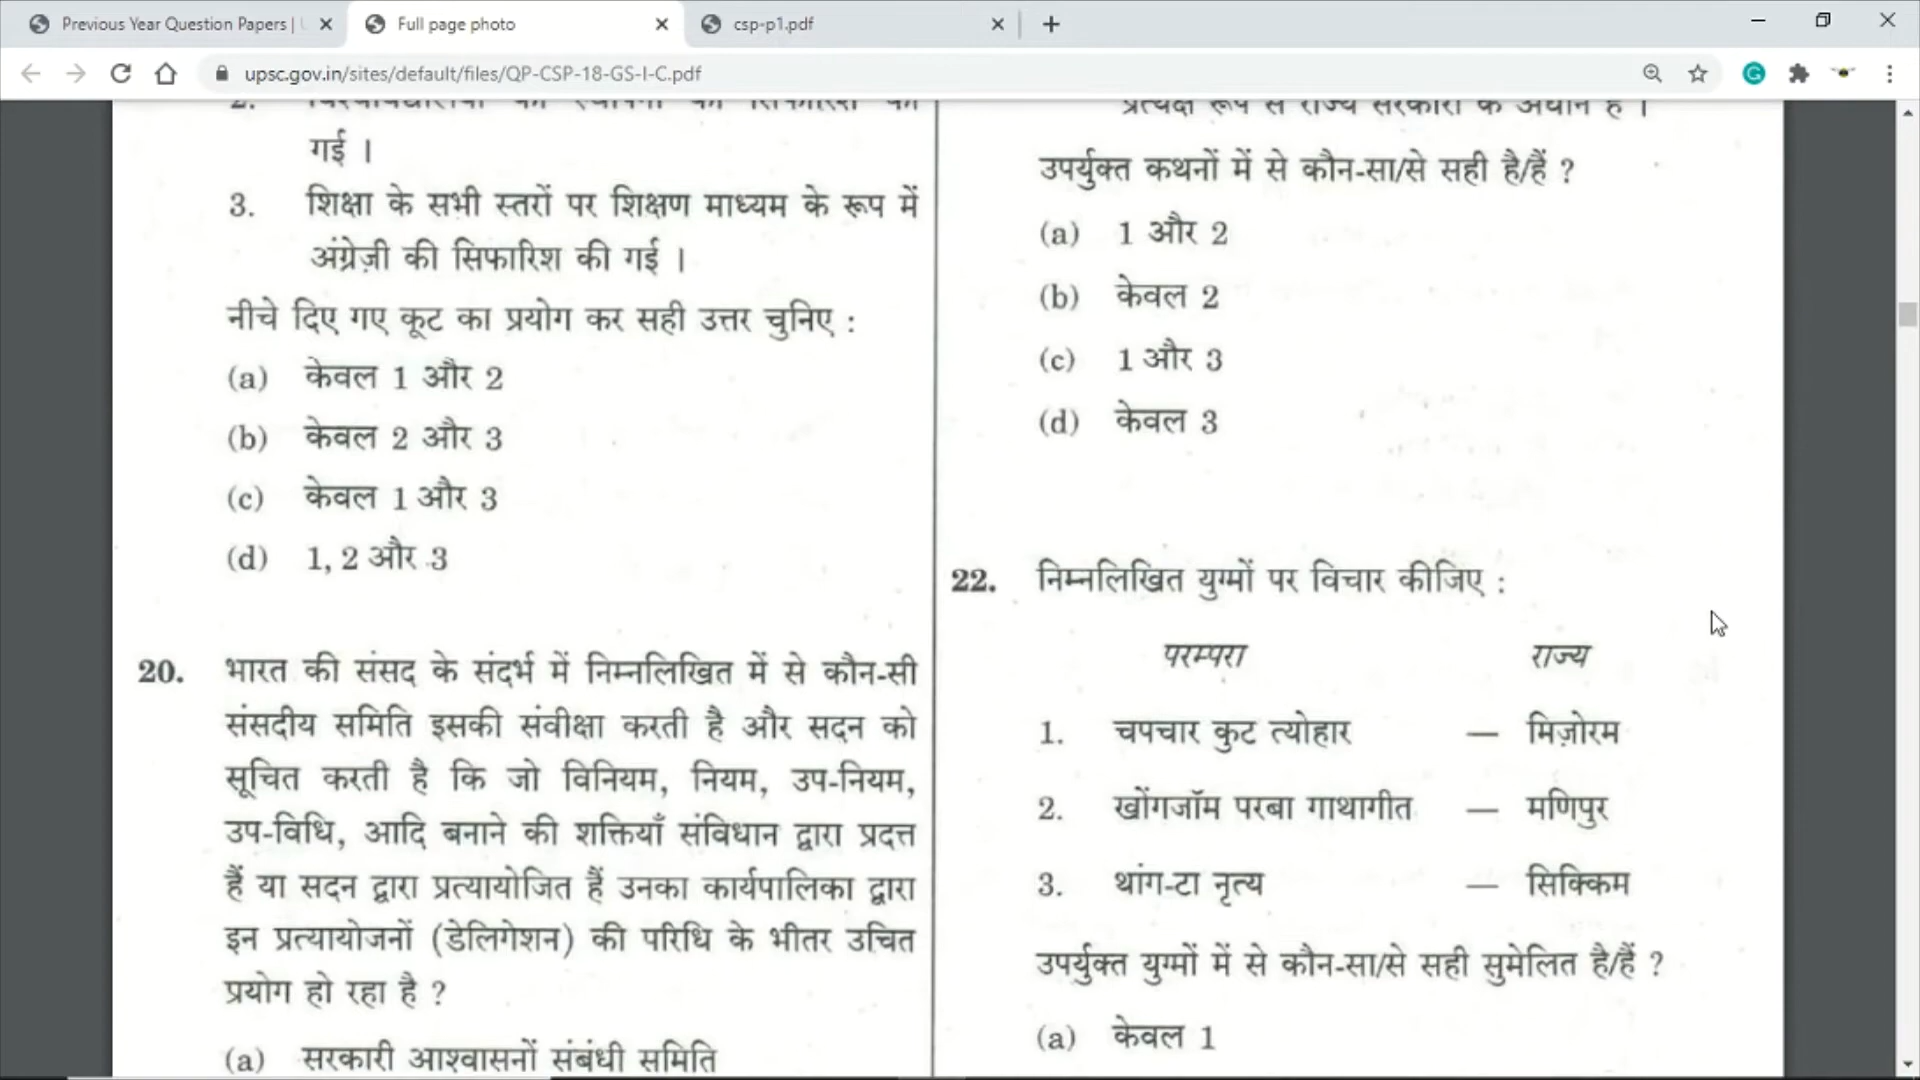 Previous Year Question Papers |
Full page photo
csp-p1.pdf
upsc.gov.in/sites/default/files/QP-CSP-18-GS-I-C.pdf
गई ।
3. शिक्षा के सभी स्तरों पर शिक्षण माध्यम के रूप में
अंग्रेज़ी की सिफारिश की गई ।
नीचे दिए गए कूट का प्रयोग कर सही उत्तर चुनिए :
(a) केवल 1 और 2
(b) केवल 2 और 3
(c) केवल 1 और 3
(d) 1, 2 और 3
20. भारत की संसद के संदर्भ में निम्नलिखित में से कौन-सी
संसदीय समिति इसकी संवीक्षा करती है और सदन को
सूचित करती है कि जो विनियम, नियम, उप-नियम,
उप-विधि, आदि बनाने की शक्तियाँ संविधान द्वारा प्रदत्त
हैं या सदन द्वारा प्रत्यायोजित हैं उनका कार्यपालिका द्वारा
इन प्रत्यायोजनों (डेलिगेशन) की परिधि के भीतर उचित
प्रयोग हो रहा है ?
(a) सरकारी आश्वासनों संबंधी समिति
प्रत्यक्ष रूप से राज्य सरकारों के अधीन है ।
उपर्युक्त कथनों में से कौन-सा/से सही है/हैं ?
(a) 1 और 2
(b) केवल 2
(c) 1 और 3
(d) केवल 3
22. निम्नलिखित युग्मों पर विचार कीजिए :
परम्परा राज्य
1. चपचार कुट त्योहार — मिज़ोरम
2. खोंगजॉम परबा गाथागीत — मणिपुर
3. थांग-टा नृत्य — सिक्किम
उपर्युक्त युग्मों में से कौन-सा/से सही सुमेलित है/हैं ?
(a) केवल 1